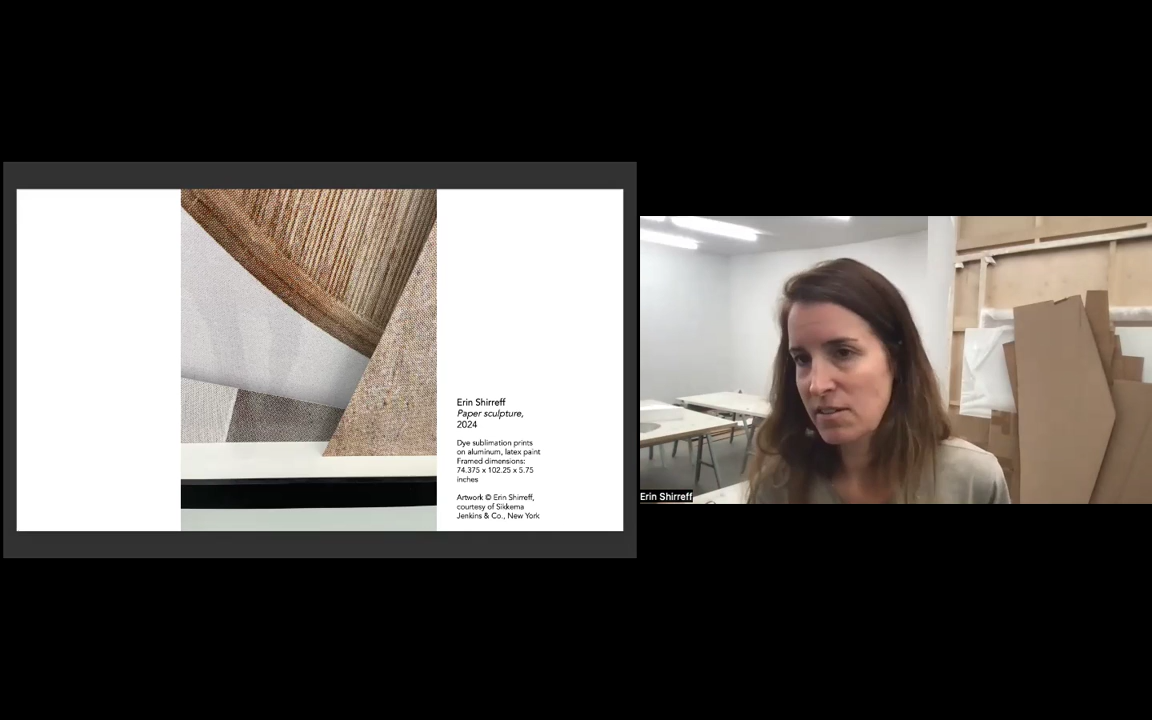 Erin Shirreff
Paper sculpture,
2024
Dye sublimation prints
on aluminum, latex paint
Framed dimensions:
74.375 x 102.25 x 5.75
inches
Artwork © Erin Shirreff,
courtesy of Sikkema
Jenkins & Co., New York
Erin Shirreff